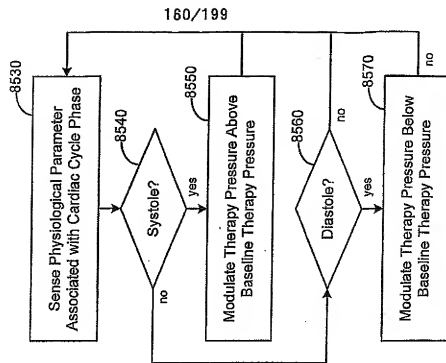 160/199
8530
Sense Physiological Parameter
Associated with Cardiac Cycle Phase
8540
Systole?
no
yes
8550
Modulate Therapy Pressure Above
Baseline Therapy Pressure
8560
Diastole?
no
yes
8570
Modulate Therapy Pressure Below
Baseline Therapy Pressure
no